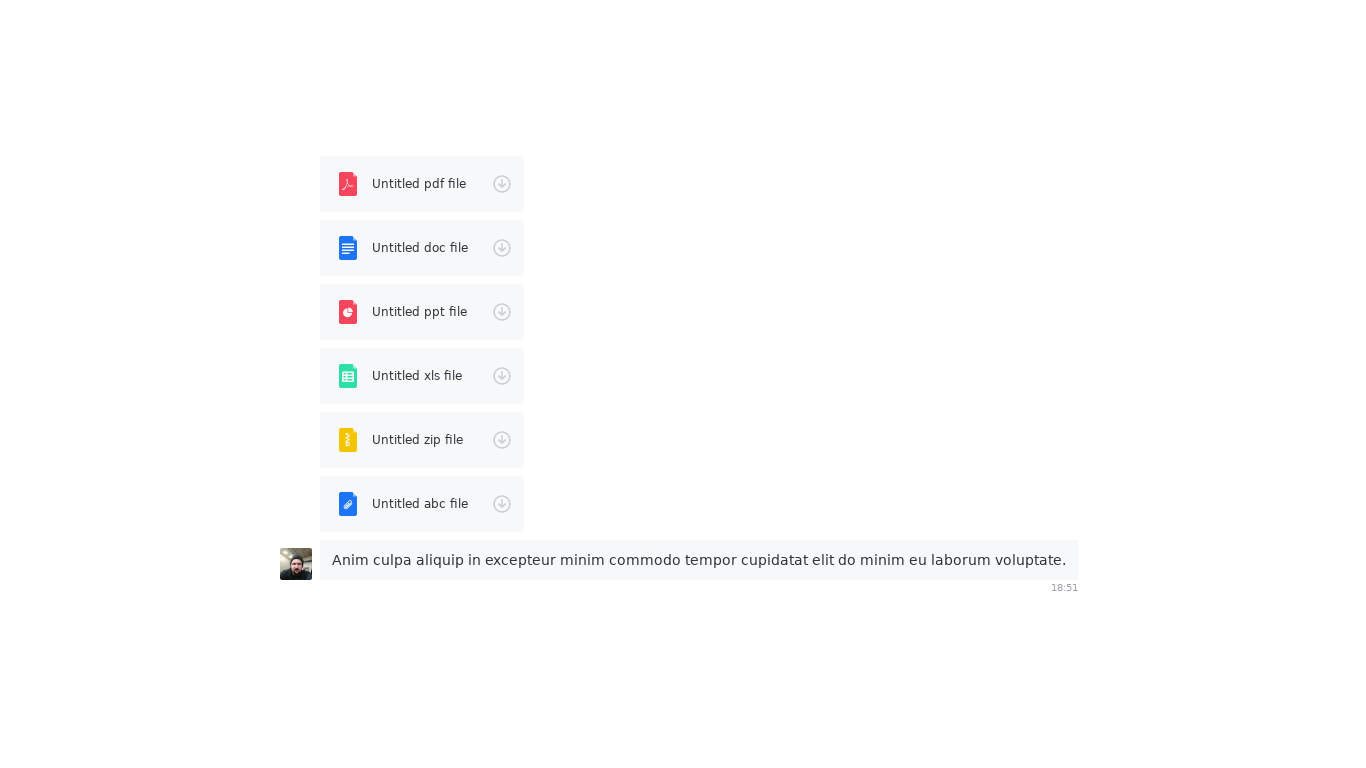 Untitled pdf file
Untitled doc file
Untitled ppt file
Untitled xls file
Untitled zip file
Untitled abc file
Anim culpa aliquip in excepteur minim commodo tempor cupidatat elit do minim eu laborum voluptate.
18:51